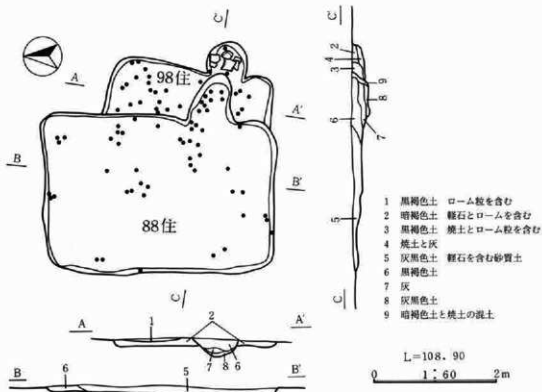 C'
98住
A
A'
B
B'
88住
C
A
1
2
A'
7
8
6
B
6
5
B'
C'
2
4
3
9
8
6
7
5
C
1 黒褐色土 ローム粒を含む
2 暗褐色土 軽石とロームを含む
3 黒褐色土 焼土とローム粒を含む
4 焼土と灰
5 灰黒色土 軽石を含む砂質土
6 黒褐色土
7 灰
8 灰黒色土
9 暗褐色土と焼土の混土
L=108.90
0 1:60 2m